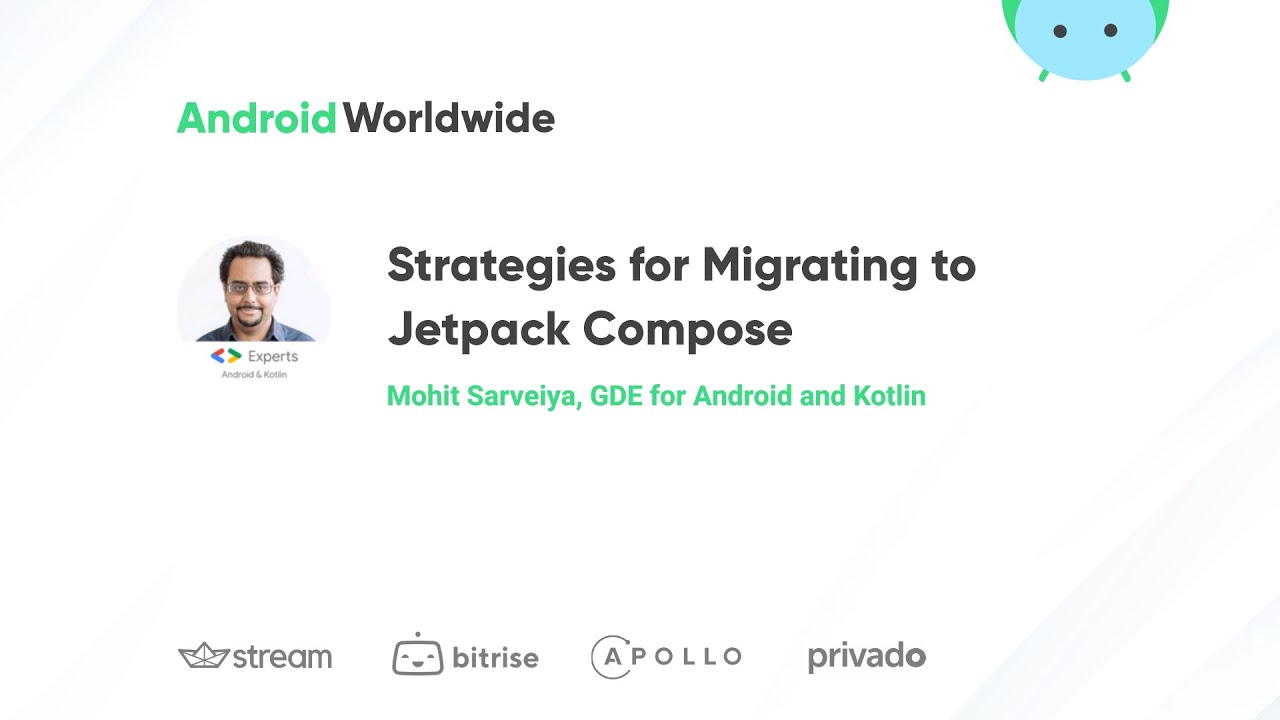 Android Worldwide
Strategies for Migrating to
Jetpack Compose
Experts
Android & Kotlin
Mohit Sarveiya, GDE for Android and Kotlin
stream
bitrise
APOLLO
privado